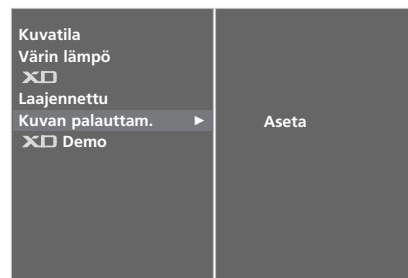 Kuvatila
Värin lämpö
XD
Laajennettu
Kuvan palauttam. ►
XD Demo
Aseta